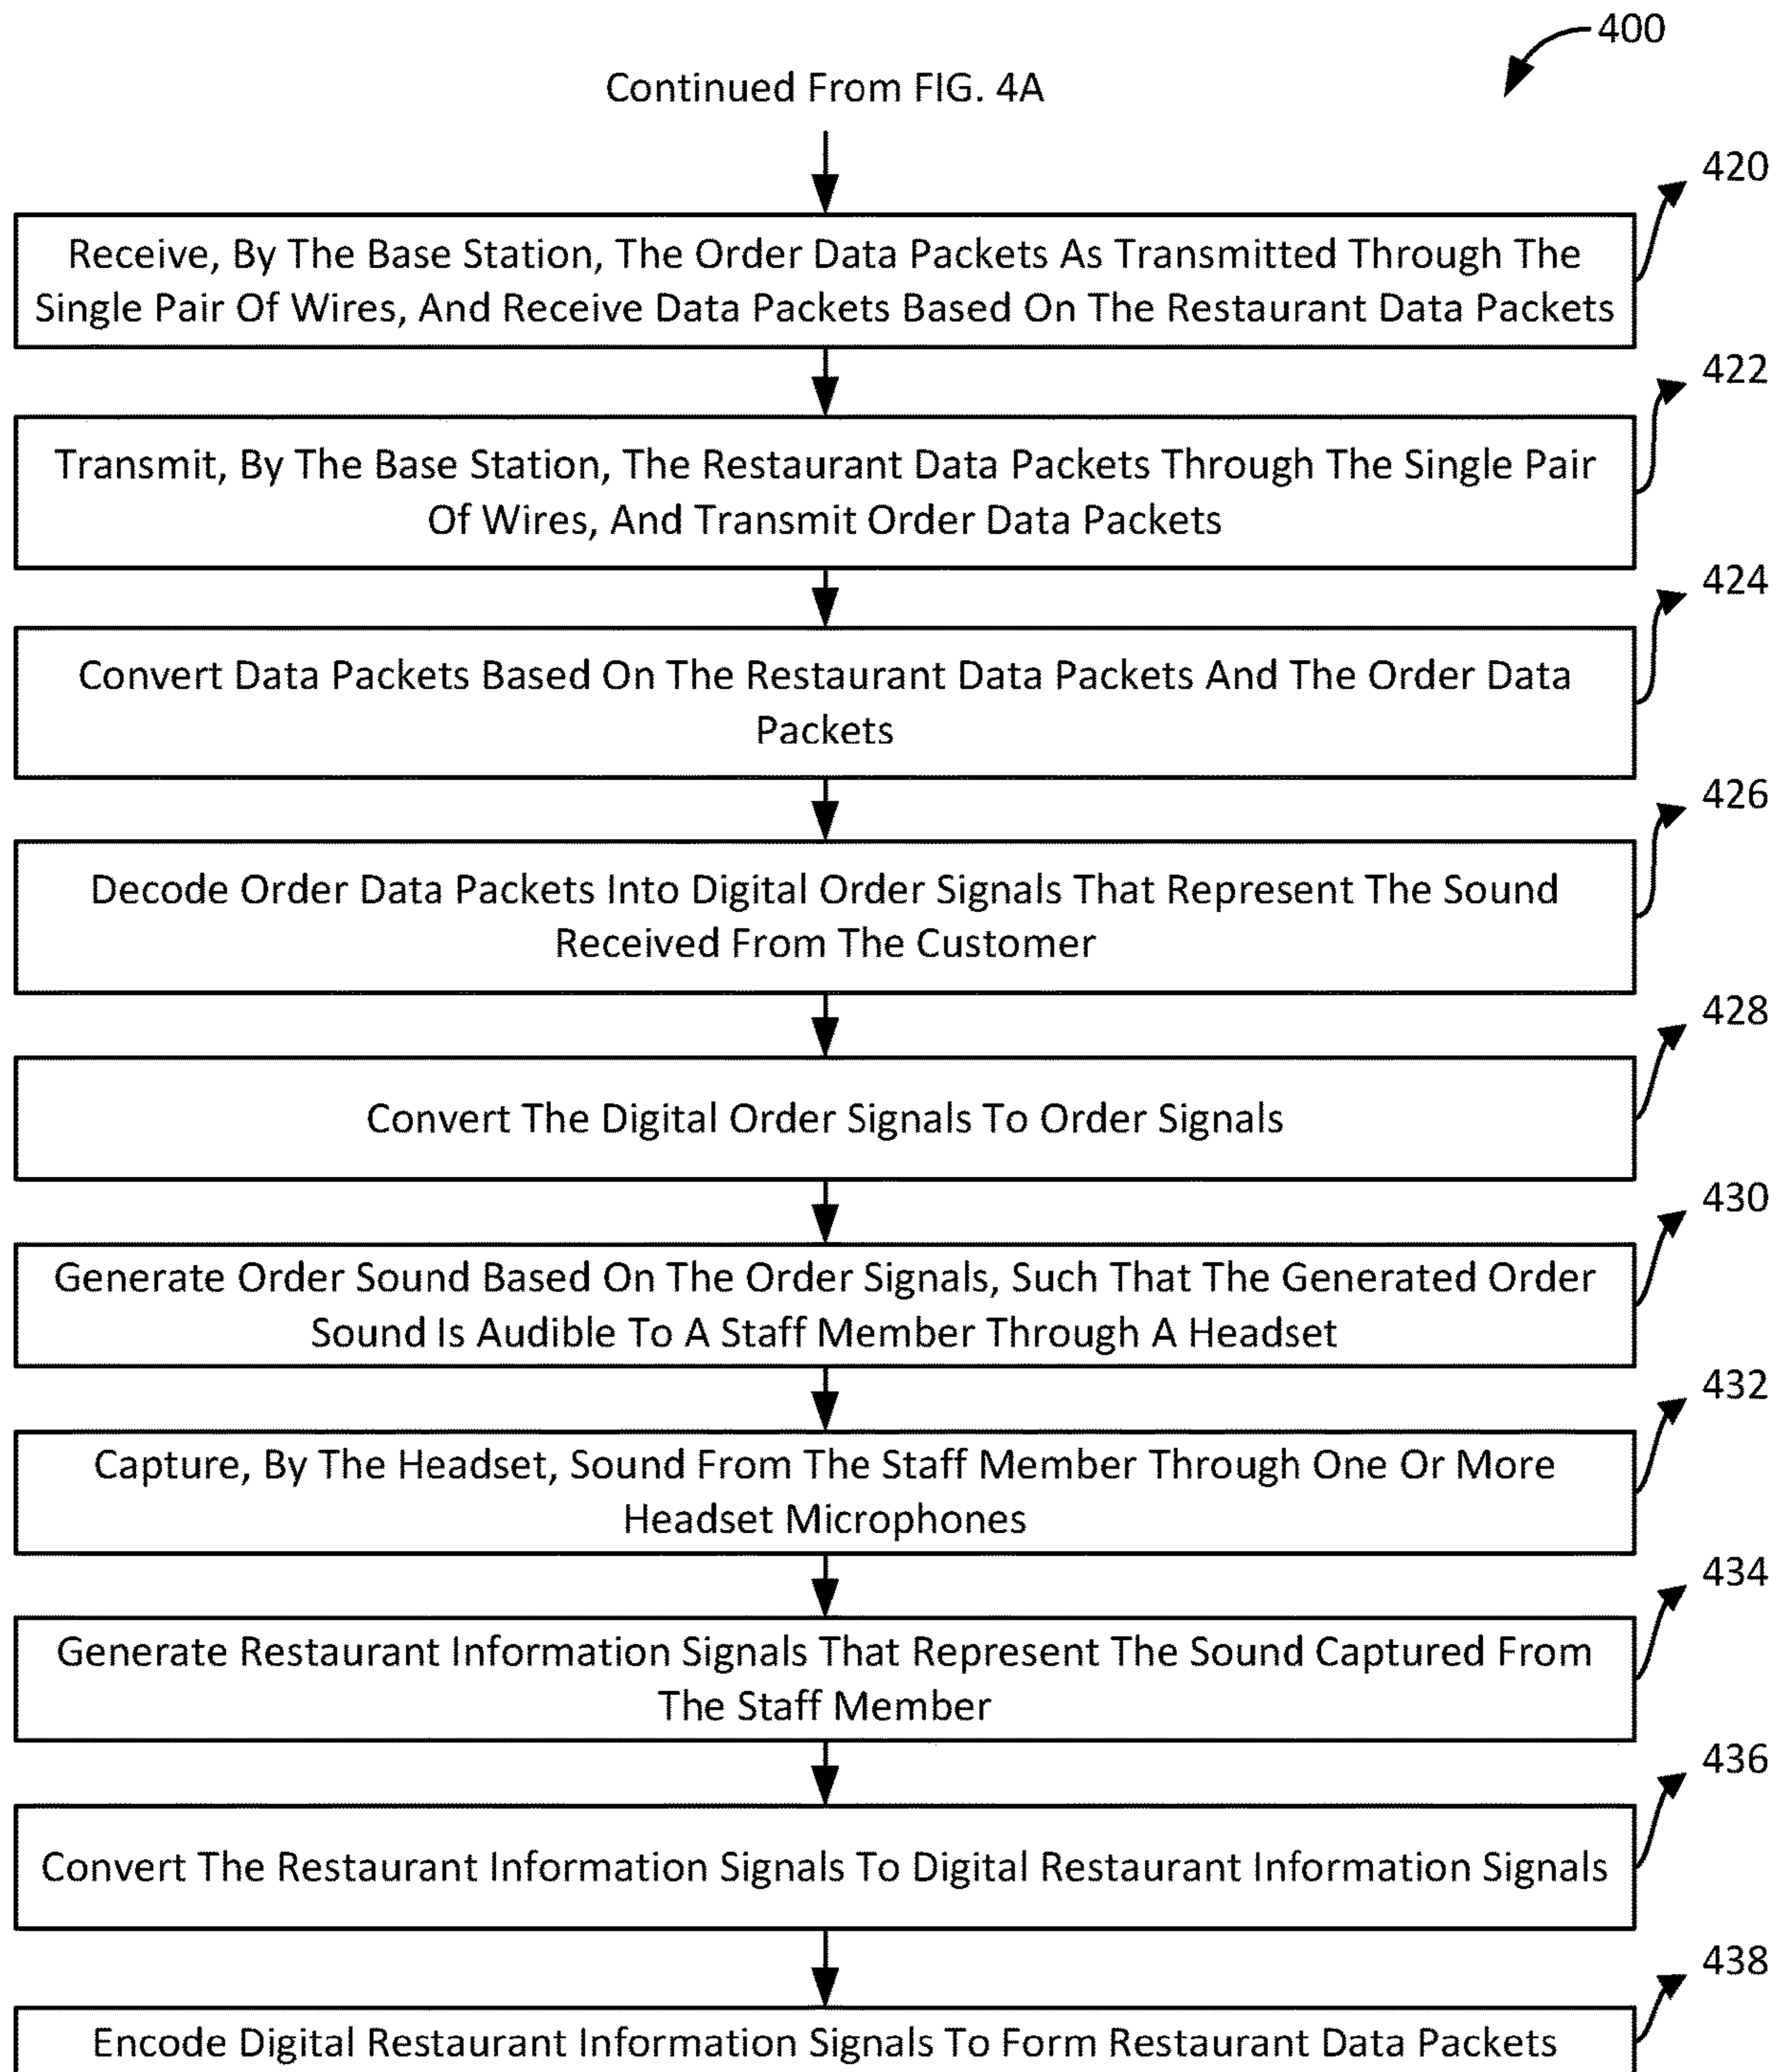 400
Continued From FIG. 4A
420
Receive, By The Base Station, The Order Data Packets As Transmitted Through The
Single Pair Of Wires, And Receive Data Packets Based On The Restaurant Data Packets
422
Transmit, By The Base Station, The Restaurant Data Packets Through The Single Pair
Of Wires, And Transmit Order Data Packets
424
Convert Data Packets Based On The Restaurant Data Packets And The Order Data
Packets
426
Decode Order Data Packets Into Digital Order Signals That Represent The Sound
Received From The Customer
428
Convert The Digital Order Signals To Order Signals
430
Generate Order Sound Based On The Order Signals, Such That The Generated Order
Sound Is Audible To A Staff Member Through A Headset
432
Capture, By The Headset, Sound From The Staff Member Through One Or More
Headset Microphones
434
Generate Restaurant Information Signals That Represent The Sound Captured From
The Staff Member
436
Convert The Restaurant Information Signals To Digital Restaurant Information Signals
438
Encode Digital Restaurant Information Signals To Form Restaurant Data Packets